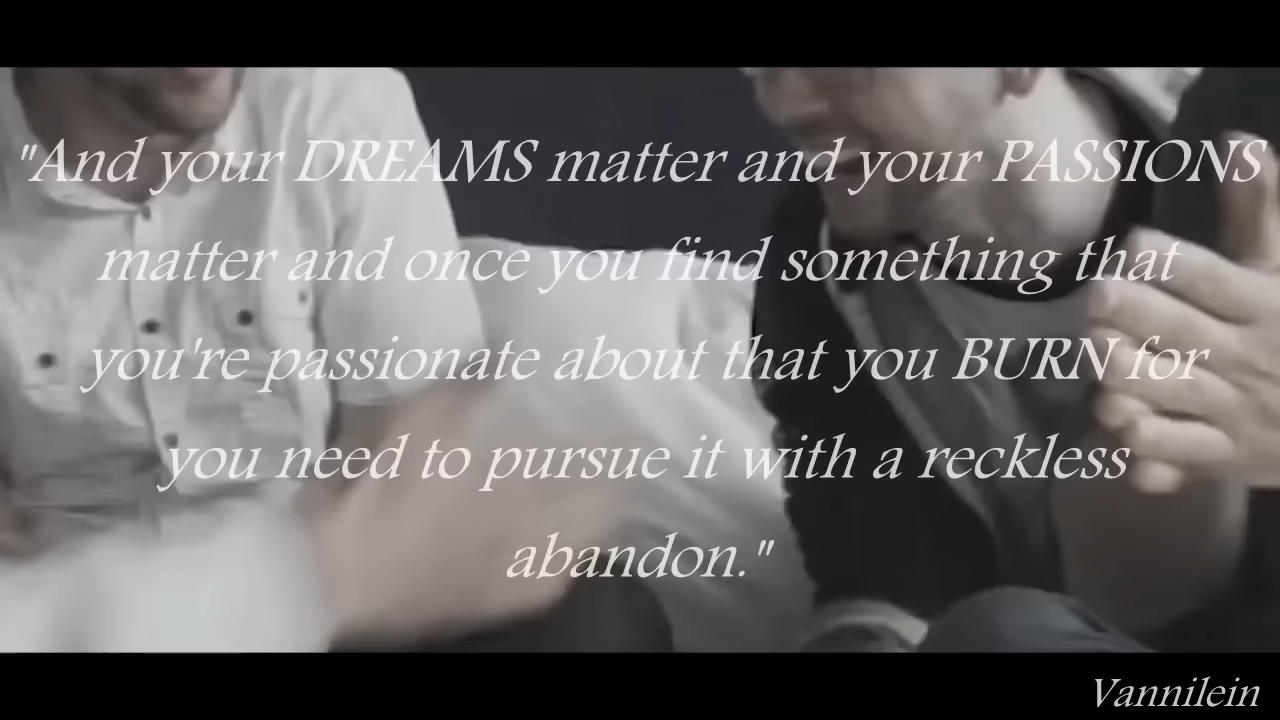 "And your DREAMS matter and your PASSIONS
matter and once you find something that
you're passionate about that you BURN for
you need to pursue it with a reckless
abandon."
Vannilein